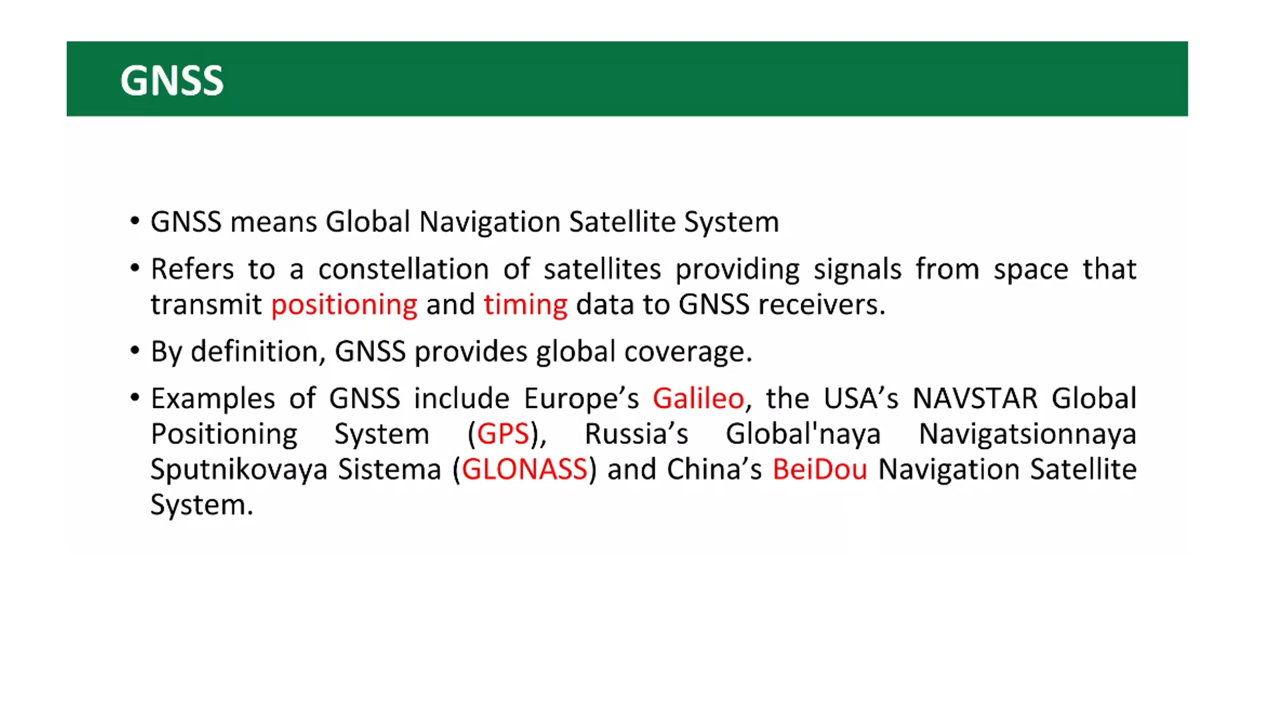 GNSS
• GNSS means Global Navigation Satellite System
• Refers to a constellation of satellites providing signals from space that
transmit positioning and timing data to GNSS receivers.
• By definition, GNSS provides global coverage.
• Examples of GNSS include Europe’s Galileo, the USA’s NAVSTAR Global
Positioning System (GPS), Russia’s Global'naya Navigatsionnaya
Sputnikovaya Sistema (GLONASS) and China’s BeiDou Navigation Satellite
System.